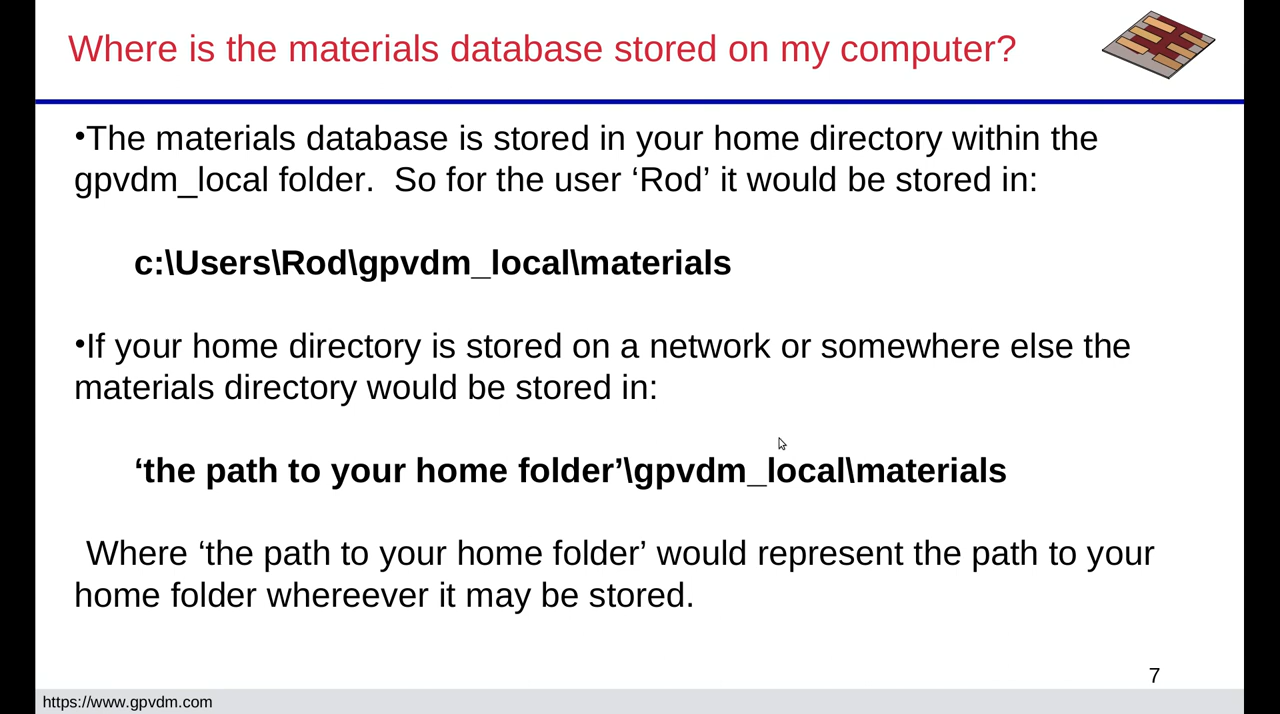 Where is the materials database stored on my computer?
•The materials database is stored in your home directory within the
gpvdm_local folder.  So for the user ‘Rod’ it would be stored in:
c:\Users\Rod\gpvdm_local\materials
•If your home directory is stored on a network or somewhere else the
materials directory would be stored in:
‘the path to your home folder’\gpvdm_local\materials
Where ‘the path to your home folder’ would represent the path to your
home folder whereever it may be stored.
7
https://www.gpvdm.com